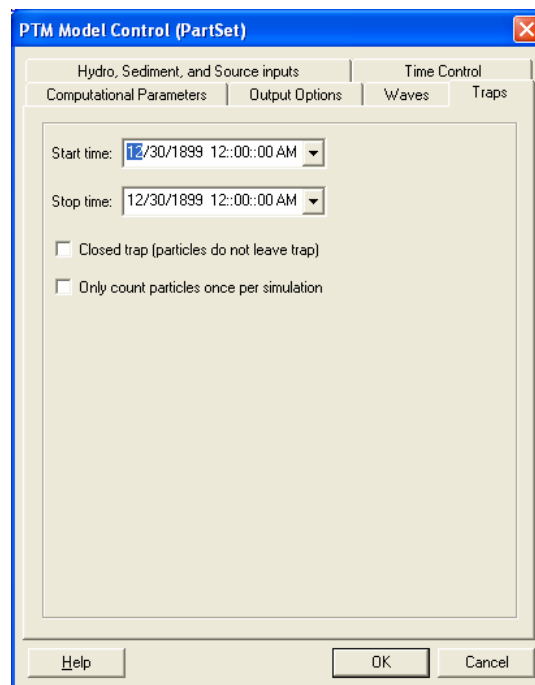 PTM Model Control (PartSet)
Hydro, Sediment, and Source inputs Time Control
Computational Parameters Output Options Waves Traps
Start time: 12/30/1899 12::00::00 AM
Stop time: 12/30/1899 12::00::00 AM
Closed trap (particles do not leave trap)
Only count particles once per simulation
Help OK Cancel